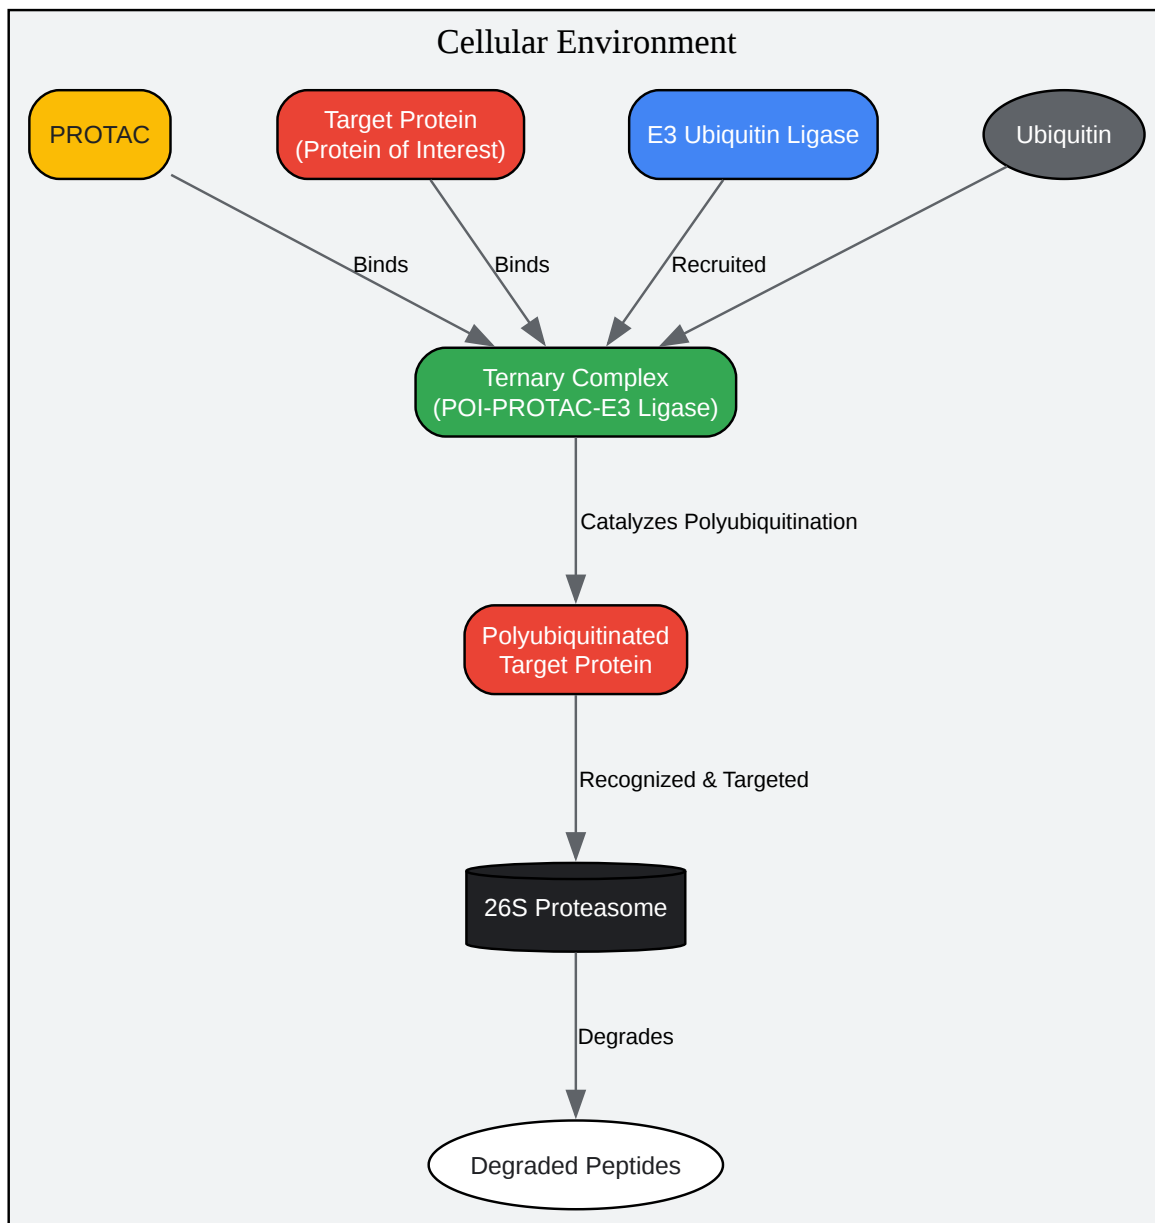 Cellular Environment
PROTAC
Target Protein
(Protein of Interest)
E3 Ubiquitin Ligase
Ubiquitin
Binds
Binds
Recruited
Ternary Complex
(POI-PROTAC-E3 Ligase)
Catalyzes Polyubiquitination
Polyubiquitinated
Target Protein
Recognized & Targeted
26S Proteasome
Degrades
Degraded Peptides